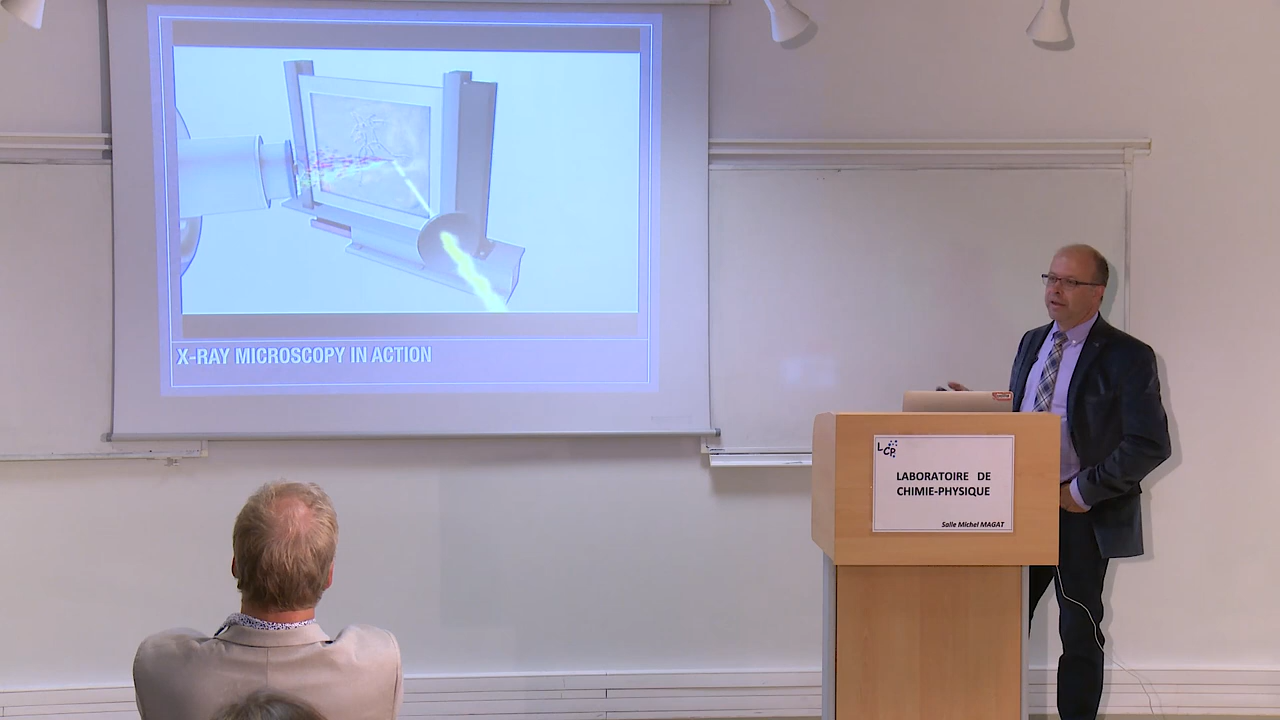 X-RAY MICROSCOPY IN ACTION
LCP
LABORATOIRE DE
CHIMIE-PHYSIQUE
Salle Michel MAGAT